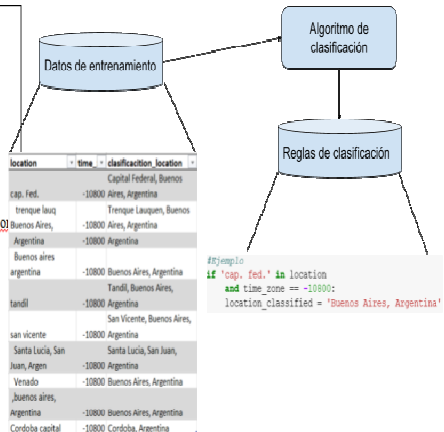 Algoritmo de
clasificación
Datos de entrenamiento
Reglas de clasificación
location time_ clasificacition_location
Capital Federal, Buenos
cap. Fed. -10800 Aires, Argentina
trenque lauq Trenque Lauquen, Buenos
Buenos Aires, -10800 Aires, Argentina
Argentina -10800 Argentina
Buenos aires
argentina -10800 Buenos Aires, Argentina
Tandil, Buenos Aires,
tandil -10800 Argentina
San Vicente, Buenos Aires,
san vicente -10800 Argentina
Santa Lucia, San Santa Lucia, San Juan,
Juan, Argen -10800 Argentina
Venado -10800 Buenos Aires, Argentina
,buenos aires,
Argentina -10800 Buenos Aires, Argentina
Cordoba capital -10800 Cordoba, Argentina
#Ejemplo
if 'cap. fed.' in location
and time_zone == -10800:
location_classified = 'Buenos Aires, Argentina'